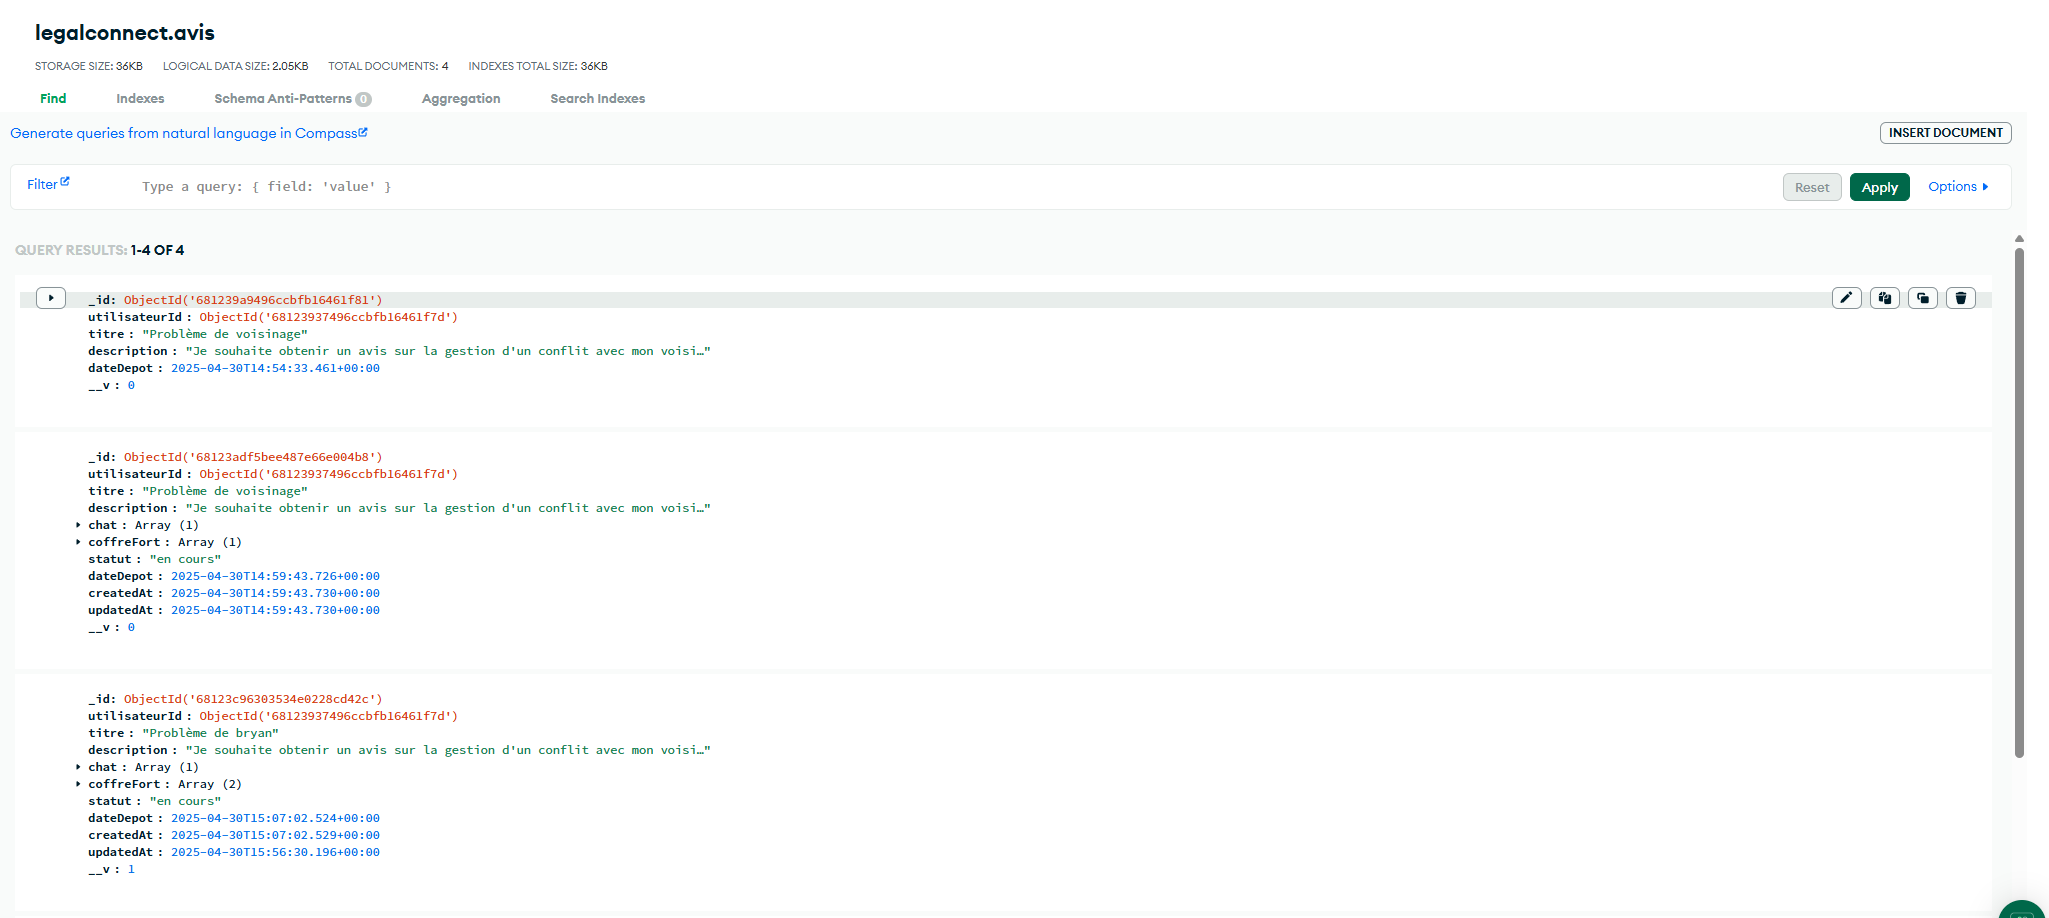 legalconnect.avis
STORAGE SIZE: 36KB LOGICAL DATA SIZE: 2.05KB TOTAL DOCUMENTS: 4 INDEXES TOTAL SIZE: 36KB
Find Indexes Schema Anti-Patterns 0 Aggregation Search Indexes
Generate queries from natural language in Compass
INSERT DOCUMENT
Filter Type a query: { field: 'value' } Reset Apply Options
QUERY RESULTS: 1-4 OF 4
_id: ObjectId('681239a9496ccbfb16461f81')
utilisateurId : ObjectId('68123937496ccbfb16461f7d')
titre : "Problème de voisinage"
description : "Je souhaite obtenir un avis sur la gestion d'un conflit avec mon voisi…"
dateDepot : 2025-04-30T14:54:33.461+00:00
__v : 0
_id: ObjectId('68123adf5bee487e66e004b8')
utilisateurId : ObjectId('68123937496ccbfb16461f7d')
titre : "Problème de voisinage"
description : "Je souhaite obtenir un avis sur la gestion d'un conflit avec mon voisi…"
chat : Array (1)
coffreFort : Array (1)
statut : "en cours"
dateDepot : 2025-04-30T14:59:43.726+00:00
createdAt : 2025-04-30T14:59:43.730+00:00
updatedAt : 2025-04-30T14:59:43.730+00:00
__v : 0
_id: ObjectId('68123c96303534e0228cd42c')
utilisateurId : ObjectId('68123937496ccbfb16461f7d')
titre : "Problème de bryan"
description : "Je souhaite obtenir un avis sur la gestion d'un conflit avec mon voisi…"
chat : Array (1)
coffreFort : Array (2)
statut : "en cours"
dateDepot : 2025-04-30T15:07:02.524+00:00
createdAt : 2025-04-30T15:07:02.529+00:00
updatedAt : 2025-04-30T15:56:30.196+00:00
__v : 1